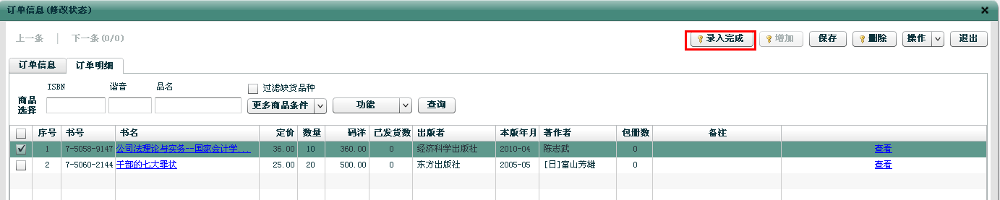 订单信息(修改状态)
上一条 下一条(0/0) 录入完成 增加 保存 删除 操作 退出
订单信息 订单明细
ISBN 谐音 品名 过滤缺货品种
商品选择 更多商品条件 功能 查询
序号 书号 书名 定价 数量 码洋 已发货数 出版者 本版年月 著作者 包册数 备注
1 7-5058-9147 公司法理论与实务--国家会计学... 36.00 10 360.00 0 经济科学出版社 2010-04 陈志武 0 查看
2 7-5060-2144 干部的七大罪状 25.00 20 500.00 0 东方出版社 2005-05 [日]富山芳雄 0 查看